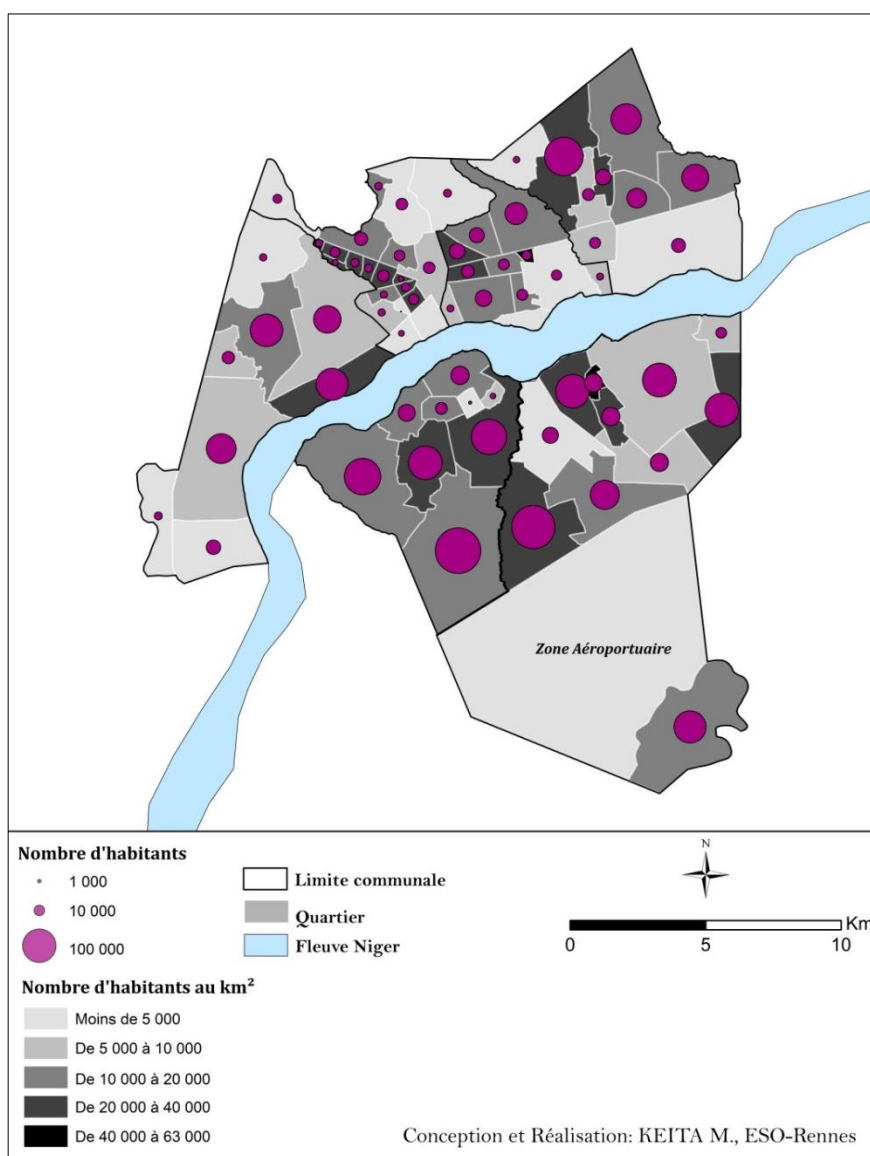 Zone Aéroportuaire
Nombre d'habitants
1 000
10 000
100 000
Limite communale
Quartier
Fleuve Niger
N
Km
0
5
10
Nombre d'habitants au km²
Moins de 5 000
De 5 000 à 10 000
De 10 000 à 20 000
De 20 000 à 40 000
De 40 000 à 63 000
Conception et Réalisation: KEITA M., ESO-Rennes